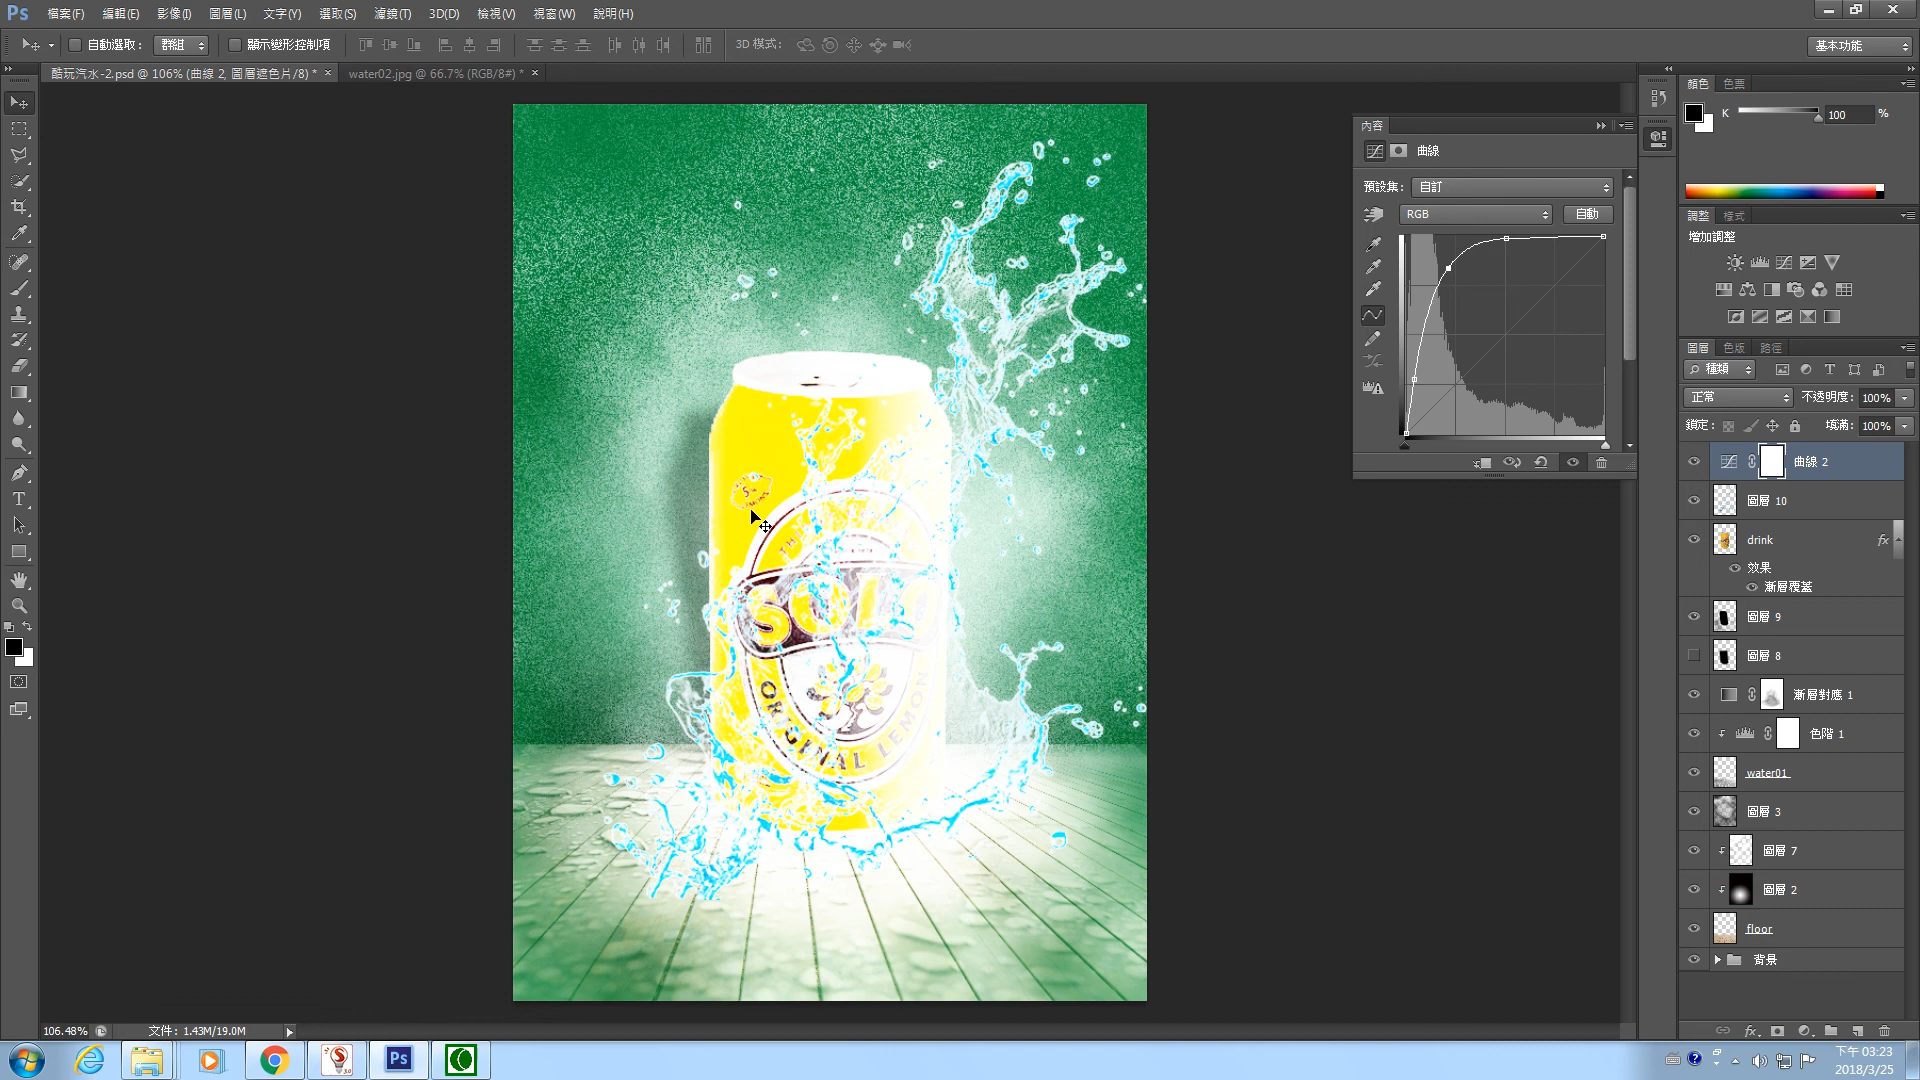 Ps 檔案(F) 編輯(E) 影像(I) 圖層(L) 文字(Y) 選取(S) 濾鏡(T) 3D(D) 檢視(V) 視窗(W) 說明(H)
自動選取： 群組 顯示變形控制項 3D 模式： 基本功能
酷玩汽水-2.psd @ 106% (曲線 2, 圖層遮色片/8) * × water02.jpg @ 66.7% (RGB/8#) * ×
顏色 色票
K 100 %
內容
曲線
預設集： 自訂
RGB 自動
調整 樣式
增加調整
圖層 色版 路徑
種類
正常 不透明度： 100%
鎖定： 填滿： 100%
曲線 2
圖層 10
drink fx
效果
漸層覆蓋
圖層 9
圖層 8
漸層對應 1
色階 1
water01
圖層 3
圖層 7
圖層 2
floor
背景
SOLO
ORIGINAL LEMON
106.48% 文件：1.43M/19.0M
fx
Ps
下午 03:23
2018/3/25